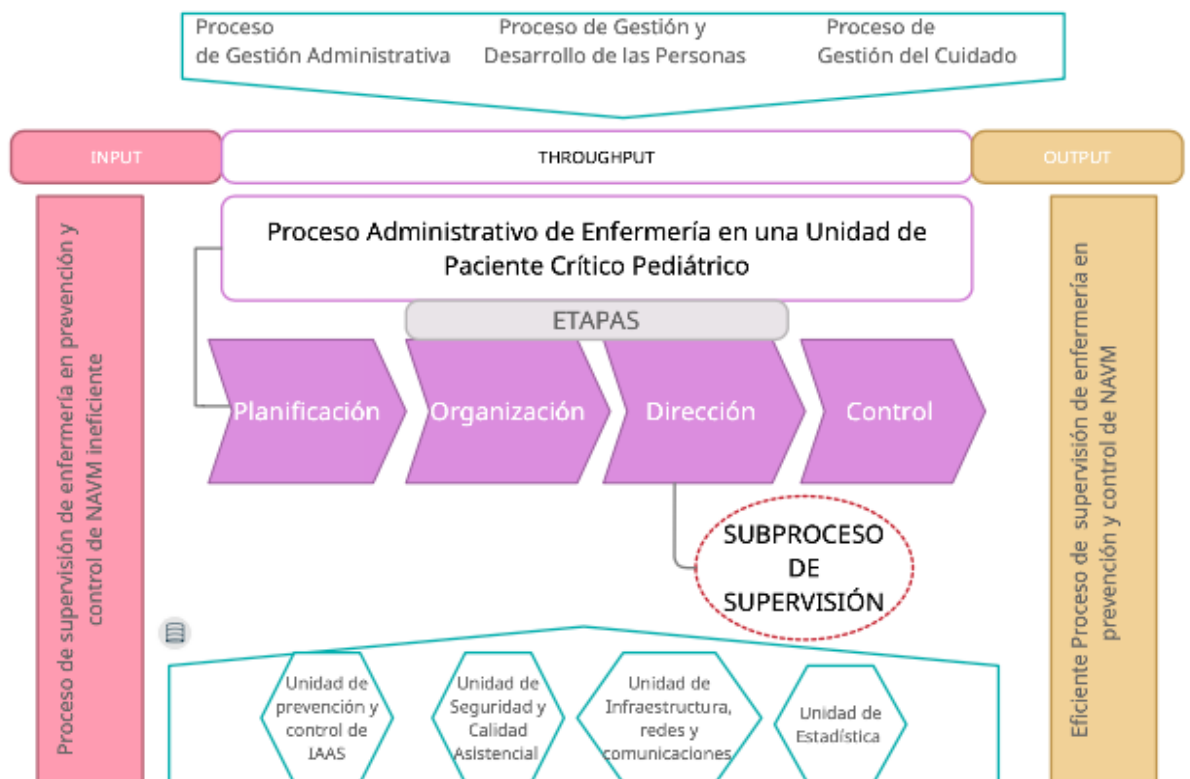 Proceso
de Gestión Administrativa
Proceso de Gestión y
Desarrollo de las Personas
Proceso de
Gestión del Cuidado
INPUT
THROUGHPUT
OUTPUT
Proceso de supervisión de enfermería en prevención y
control de NAVM ineficiente
Proceso Administrativo de Enfermería en una Unidad de
Paciente Crítico Pediátrico
ETAPAS
Planificación
Organización
Dirección
Control
SUBPROCESO
DE
SUPERVISIÓN
Eficiente Proceso de supervisión de enfermería en
prevención y control de NAVM
Unidad de
prevención y
control de
IAAS
Unidad de
Seguridad y
Calidad
Asistencial
Unidad de
Infraestructura,
redes y
comunicaciones
Unidad de
Estadística